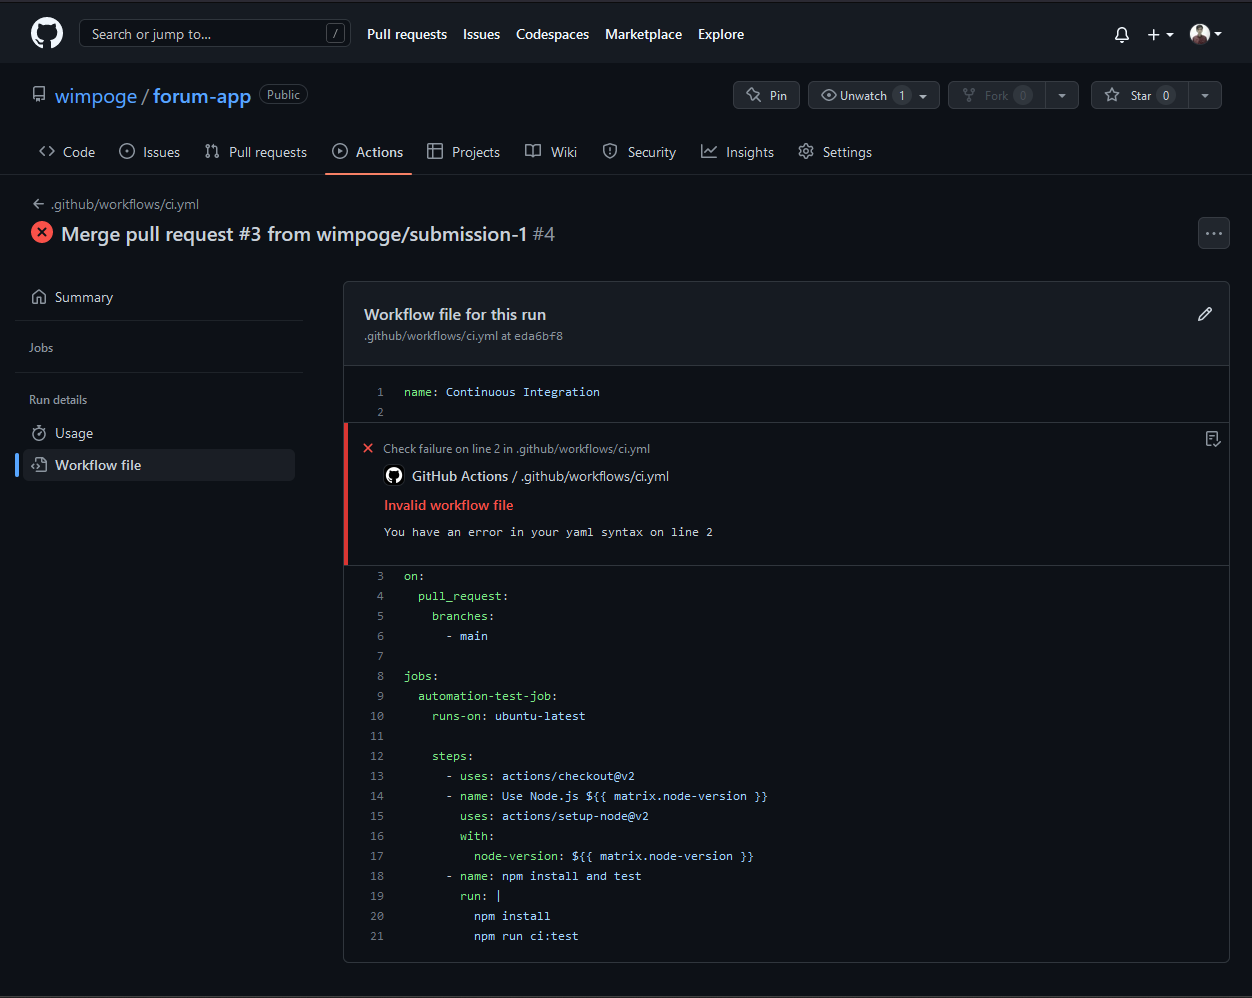 Search or jump to... /
Pull requests Issues Codespaces Marketplace Explore
wimpoge / forum-app Public
Pin Unwatch 1 Fork 0 Star 0
Code Issues Pull requests Actions Projects Wiki Security Insights Settings
.github/workflows/ci.yml
Merge pull request #3 from wimpoge/submission-1 #4
Summary
Jobs
Run details
Usage
Workflow file
Workflow file for this run
.github/workflows/ci.yml at eda6bf8
1 name: Continuous Integration
2
Check failure on line 2 in .github/workflows/ci.yml
GitHub Actions / .github/workflows/ci.yml
Invalid workflow file
You have an error in your yaml syntax on line 2
3 on:
4 pull_request:
5 branches:
6 - main
7
8 jobs:
9 automation-test-job:
10 runs-on: ubuntu-latest
11
12 steps:
13 - uses: actions/checkout@v2
14 - name: Use Node.js ${{ matrix.node-version }}
15 uses: actions/setup-node@v2
16 with:
17 node-version: ${{ matrix.node-version }}
18 - name: npm install and test
19 run: |
20 npm install
21 npm run ci:test